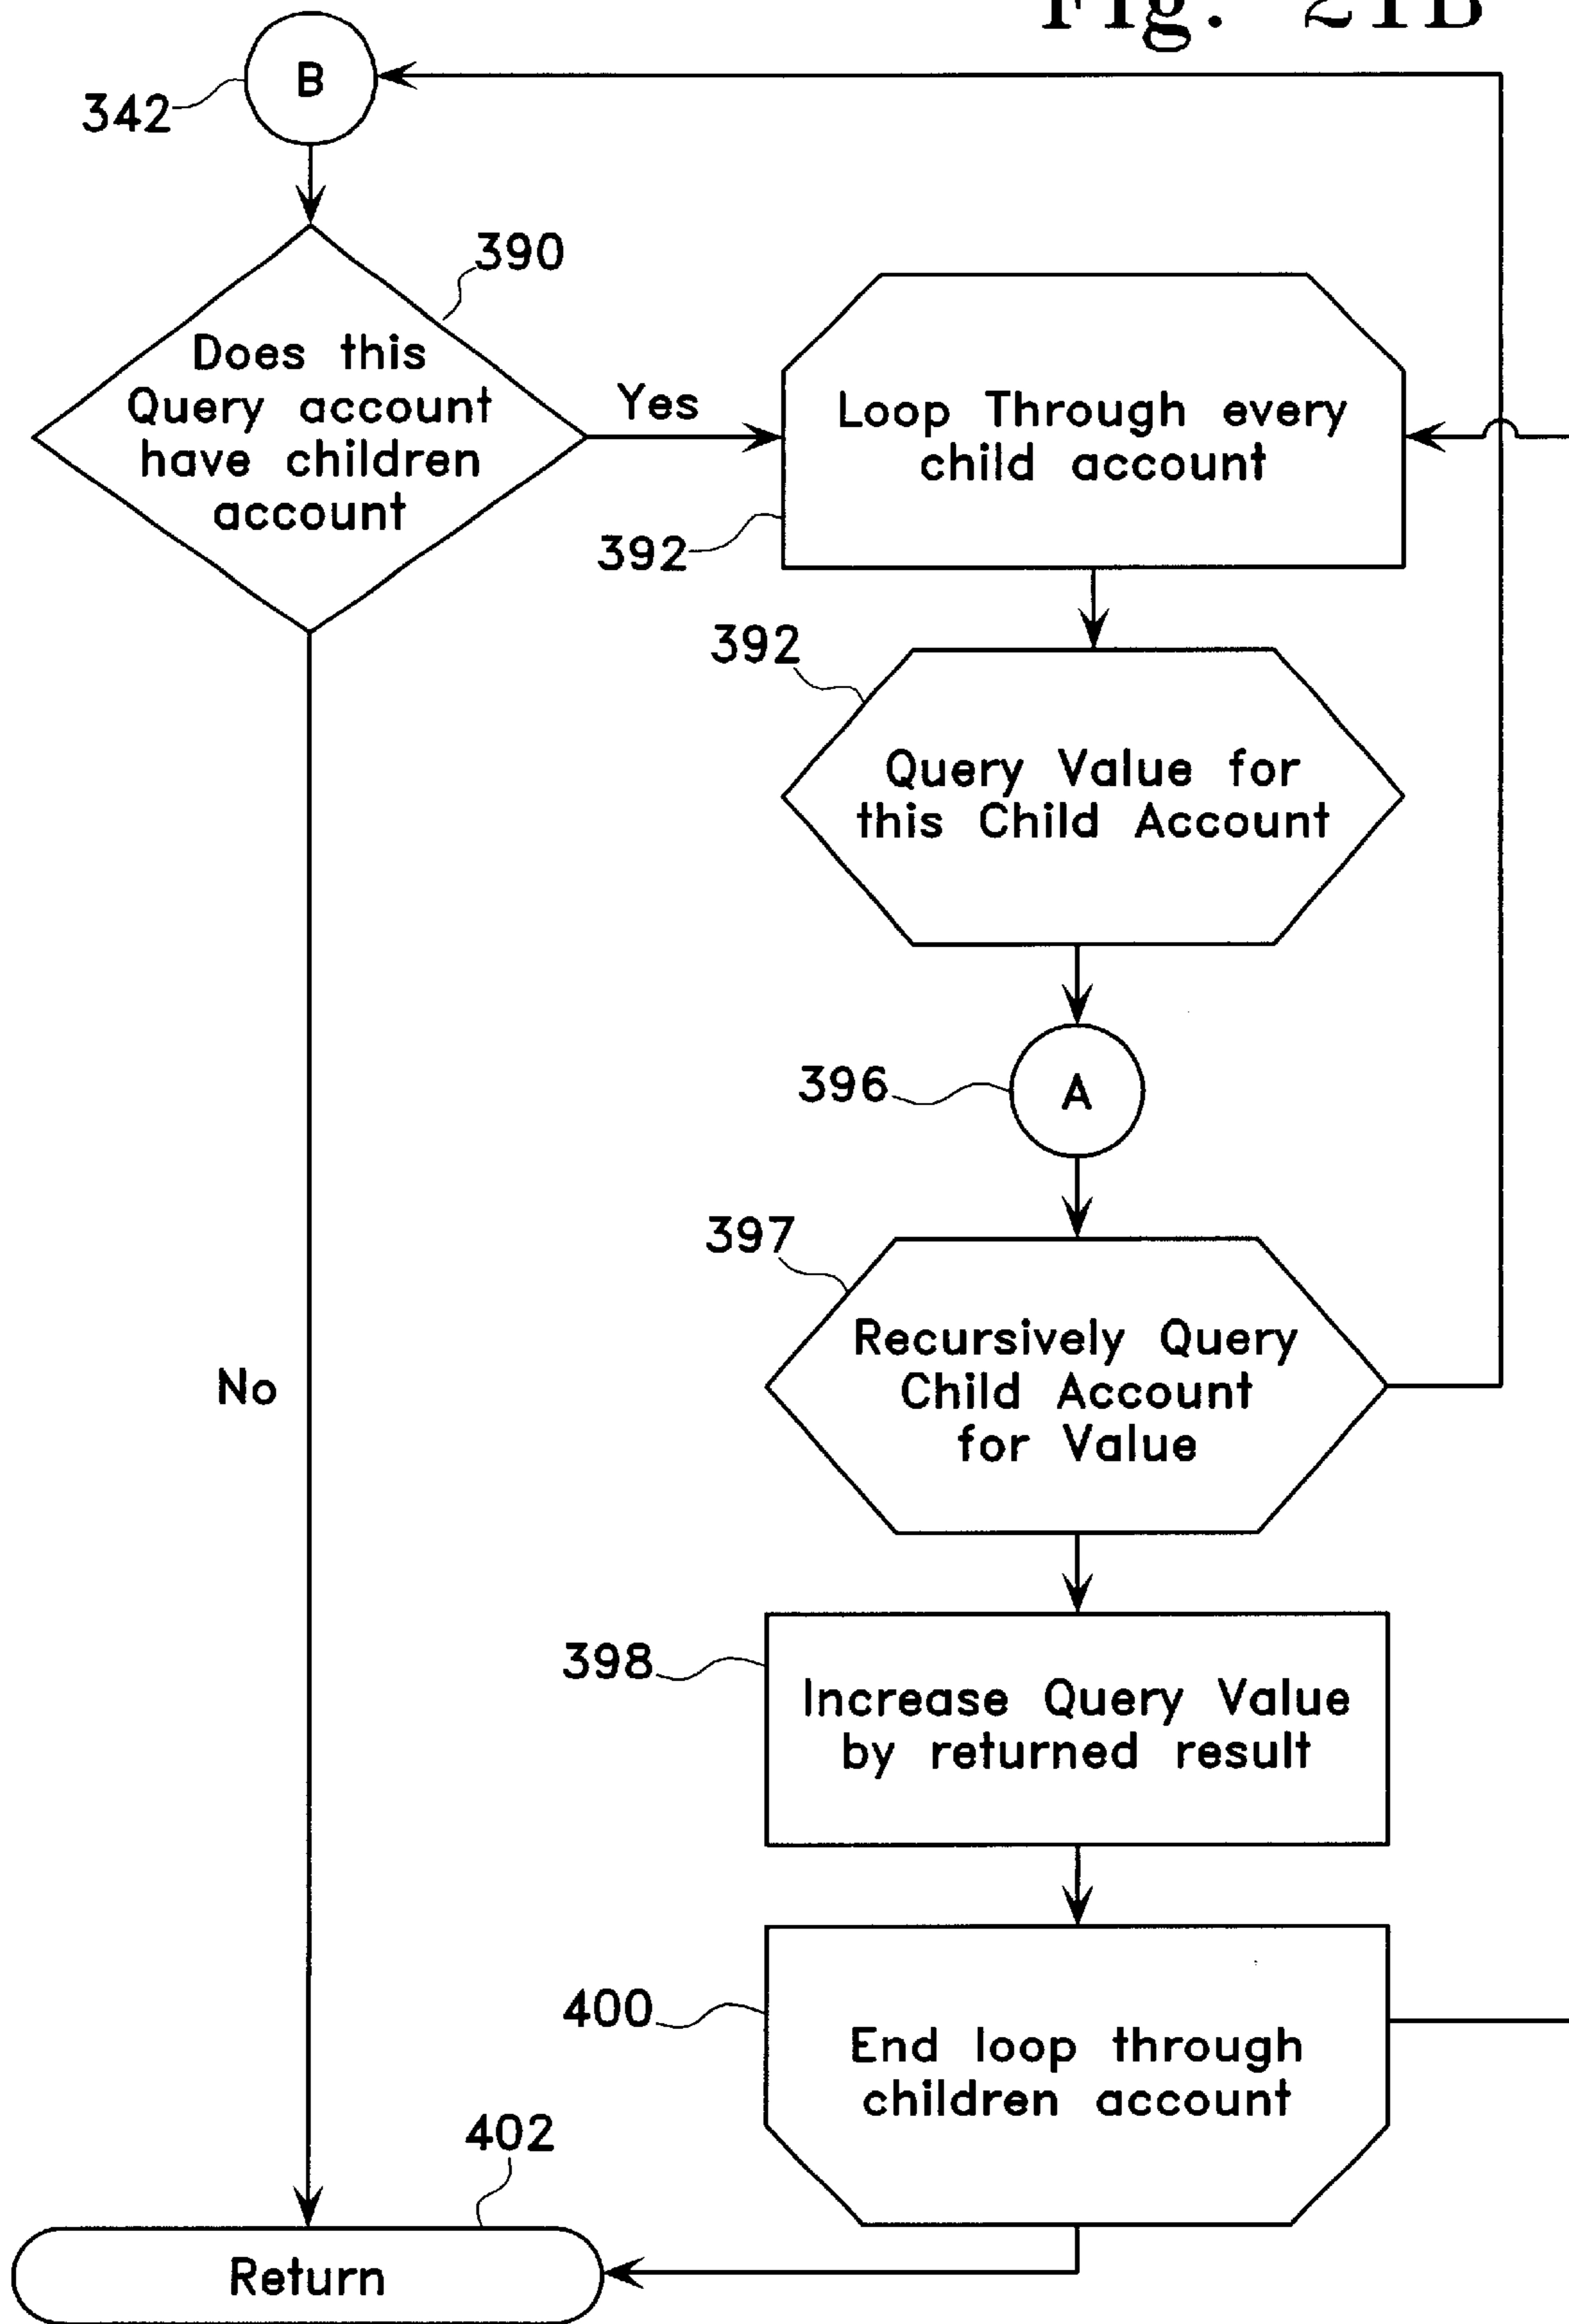 Fig. 21B
B
342
390
Does this
Query account
have children
account
Yes
Loop Through every
child account
392
392
Query Value for
this Child Account
396
A
397
Recursively Query
Child Account
for Value
No
398
Increase Query Value
by returned result
400
End loop through
children account
402
Return